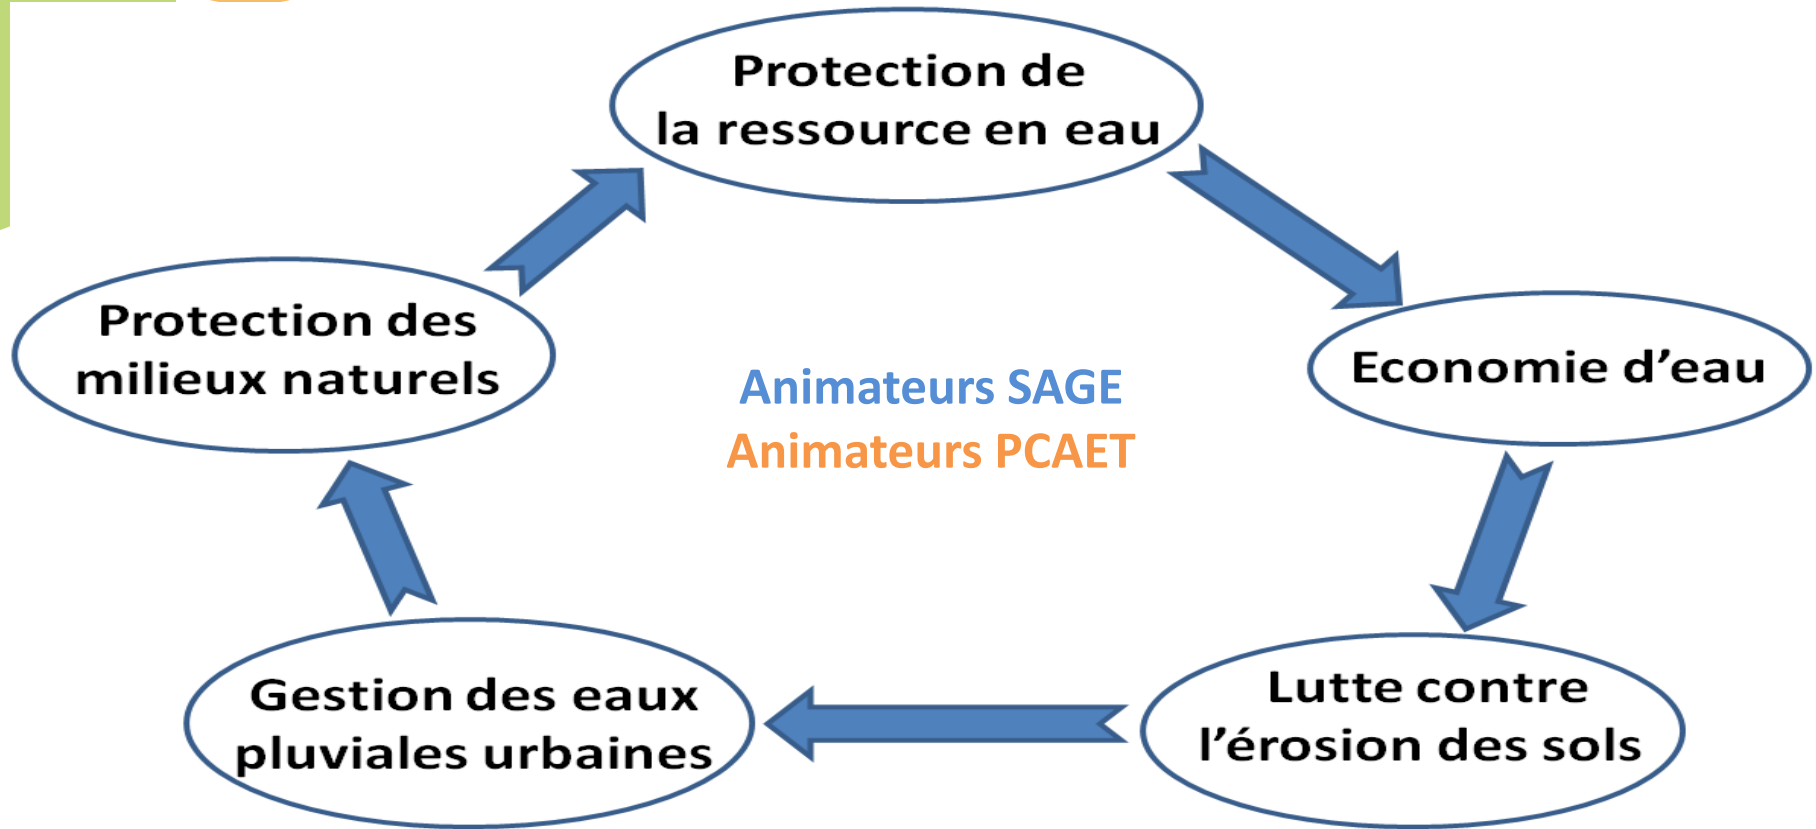 Protection de
la ressource en eau
Economie d’eau
Lutte contre
l’érosion des sols
Gestion des eaux
pluviales urbaines
Protection des
milieux naturels
Animateurs SAGE
Animateurs PCAET